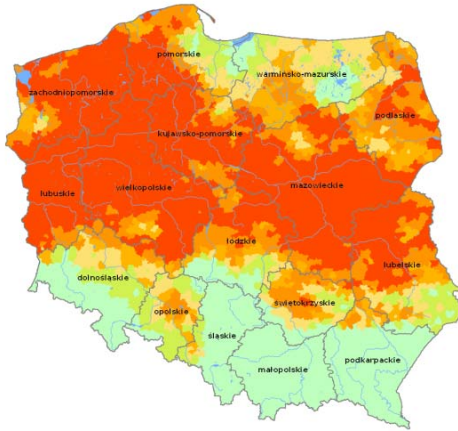 pomorskie
warmińsko-mazurskie
zachodniopomorskie
podlaskie
kujawsko-pomorskie
lubuskie
wielkopolskie
mazowieckie
łódzkie
lubelskie
dolnośląskie
świętokrzyskie
opolskie
śląskie
małopolskie
podkarpackie